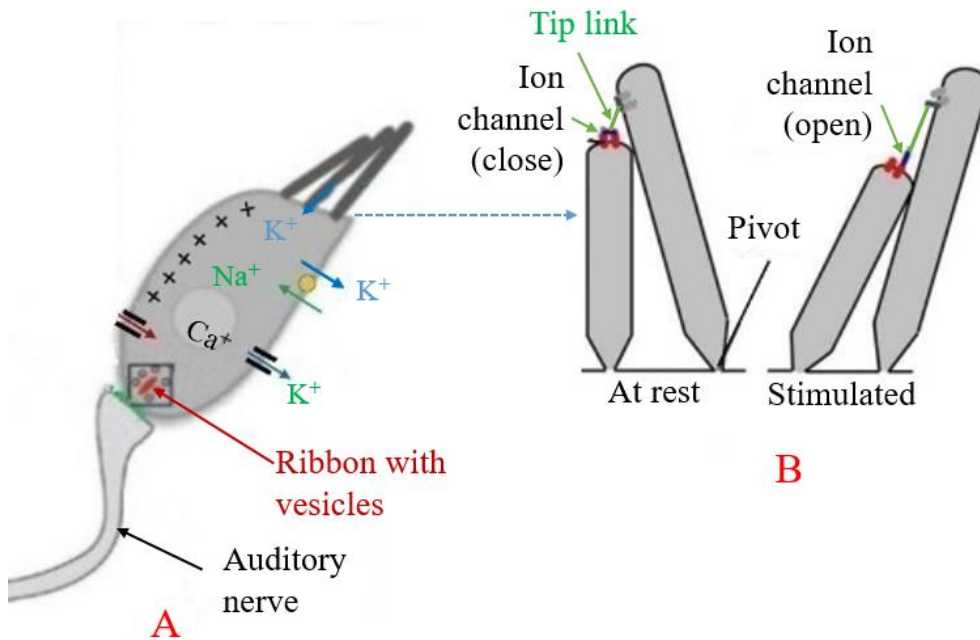 K⁺
K⁺
Na⁺
Ca⁺
K⁺
Ribbon with
vesicles
Auditory
nerve
A
Tip link
Ion
channel
(close)
Ion
channel
(open)
Pivot
At rest
Stimulated
B